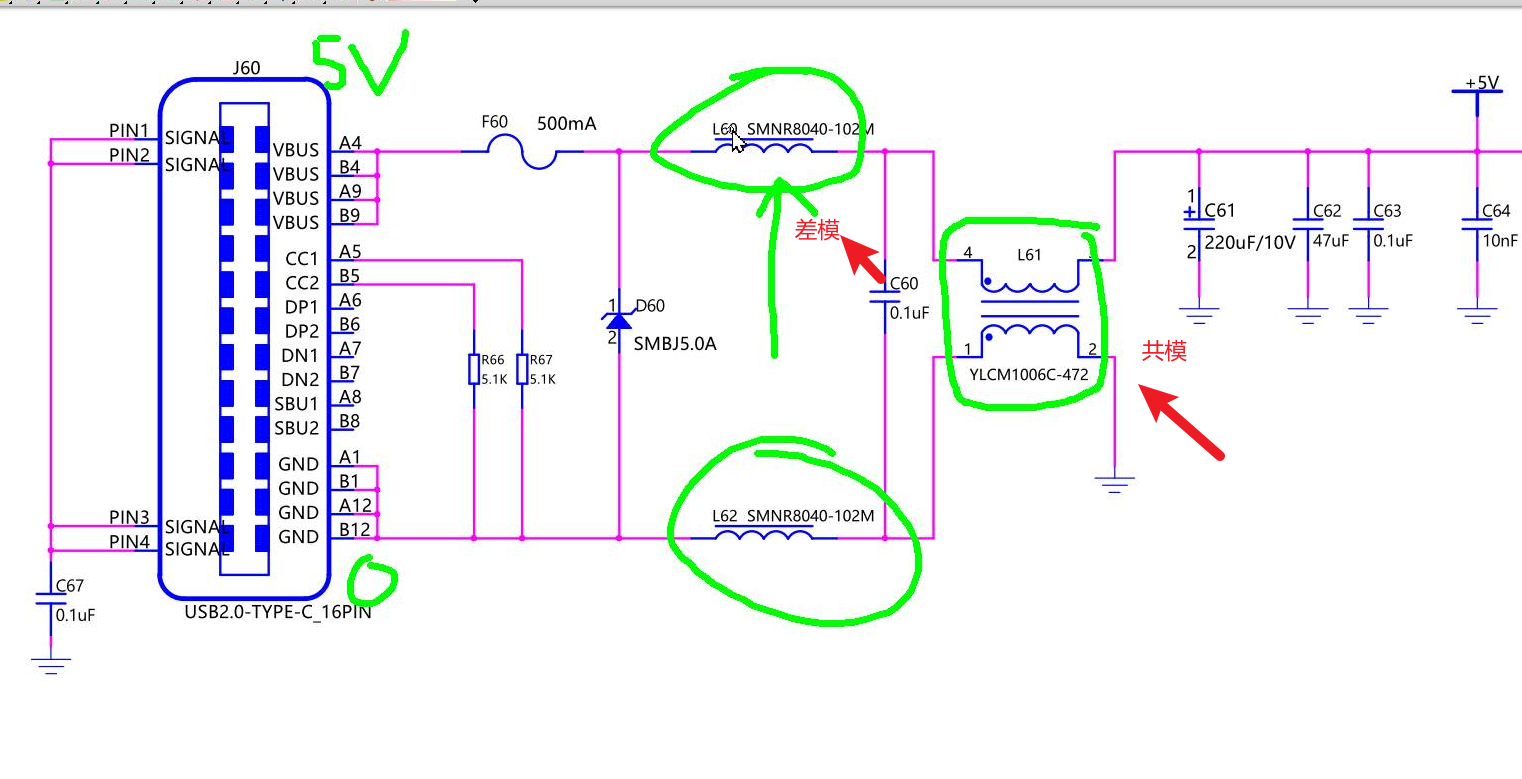 5V
J60
PIN1
SIGNAL
PIN2
SIGNAL
VBUS A4
VBUS B4
VBUS A9
VBUS B9
CC1 A5
CC2 B5
DP1 A6
DP2 B6
DN1 A7
DN2 B7
SBU1 A8
SBU2 B8
GND A1
GND B1
GND A12
GND B12
PIN3 SIGNAL
PIN4 SIGNAL
C67
0.1uF
USB2.0-TYPE-C_16PIN
0
F60 500mA
R66
5.1K
R67
5.1K
1
D60
2
SMBJ5.0A
L60 SMNR8040-102M
差模
C60
0.1uF
L62 SMNR8040-102M
4 L61
1 2
YLCM1006C-472
共模
+5V
1
+
C61
2
220uF/10V
C62
47uF
C63
0.1uF
C64
10nF